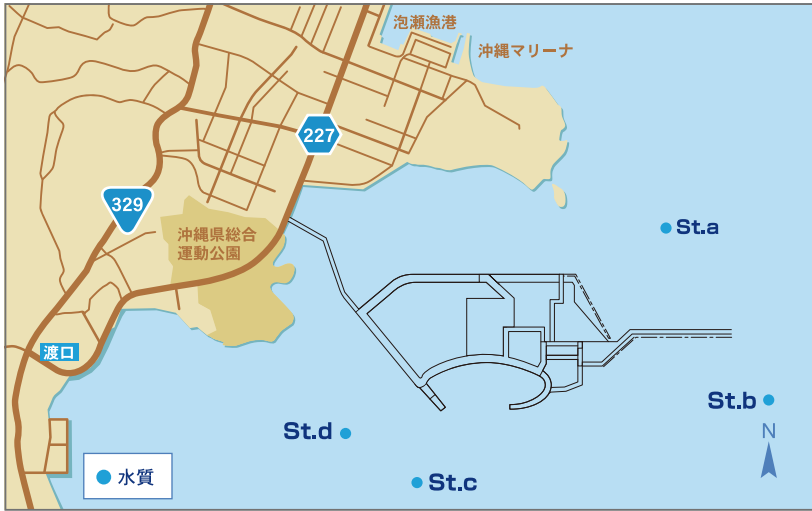 泡瀬漁港
沖縄マリーナ
227
329
沖縄県総合
運動公園
St.a
渡口
St.b
St.d
N
水質
St.c